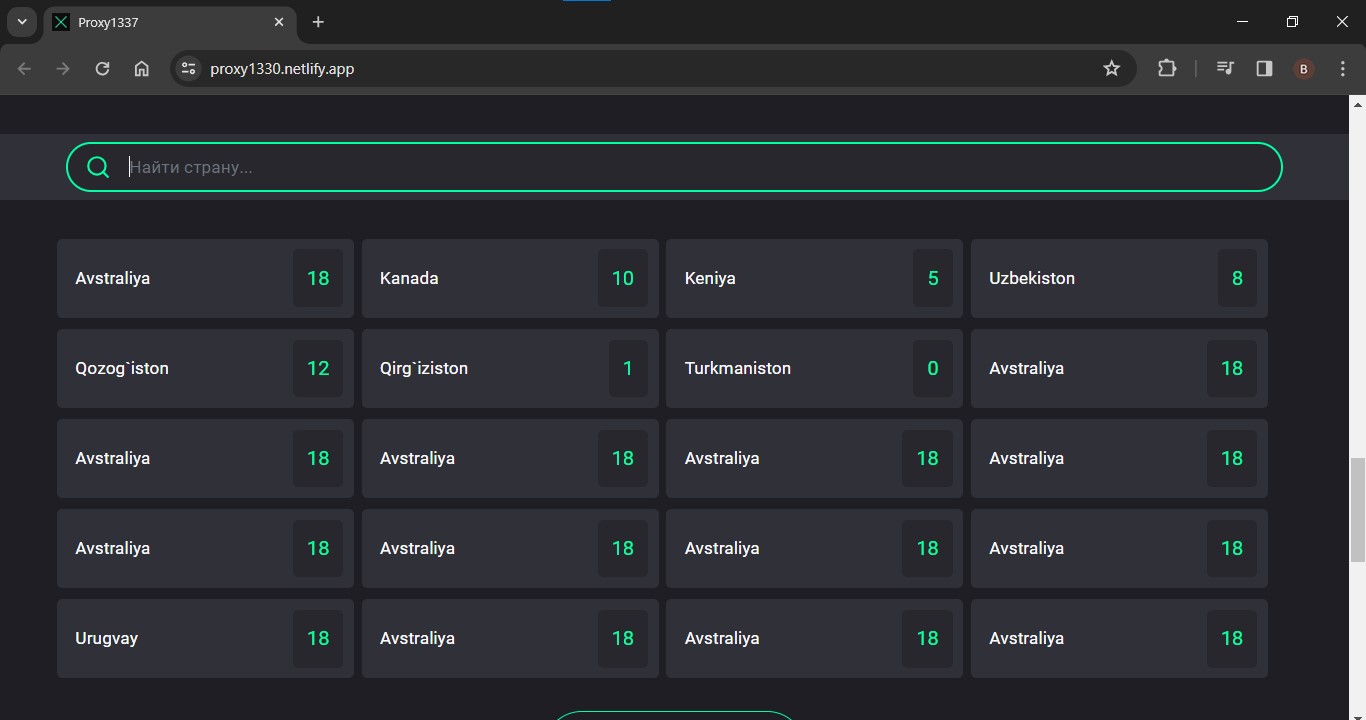 Proxy1337
proxy1330.netlify.app
B
Найти страну...
Avstraliya 18 Kanada 10 Keniya 5 Uzbekiston 8
Qozog`iston 12 Qirg`iziston 1 Turkmaniston 0 Avstraliya 18
Avstraliya 18 Avstraliya 18 Avstraliya 18 Avstraliya 18
Avstraliya 18 Avstraliya 18 Avstraliya 18 Avstraliya 18
Urugvay 18 Avstraliya 18 Avstraliya 18 Avstraliya 18